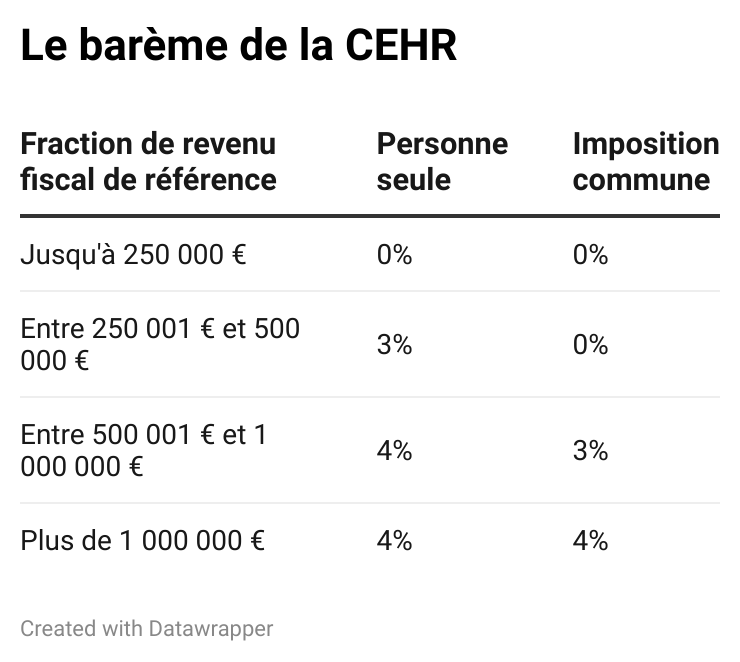 Le barème de la CEHR
Fraction de revenu
fiscal de référence
Personne
seule
Imposition
commune
Jusqu'à 250 000 €
0%
0%
Entre 250 001 € et 500
000 €
3%
0%
Entre 500 001 € et 1
000 000 €
4%
3%
Plus de 1 000 000 €
4%
4%
Created with Datawrapper